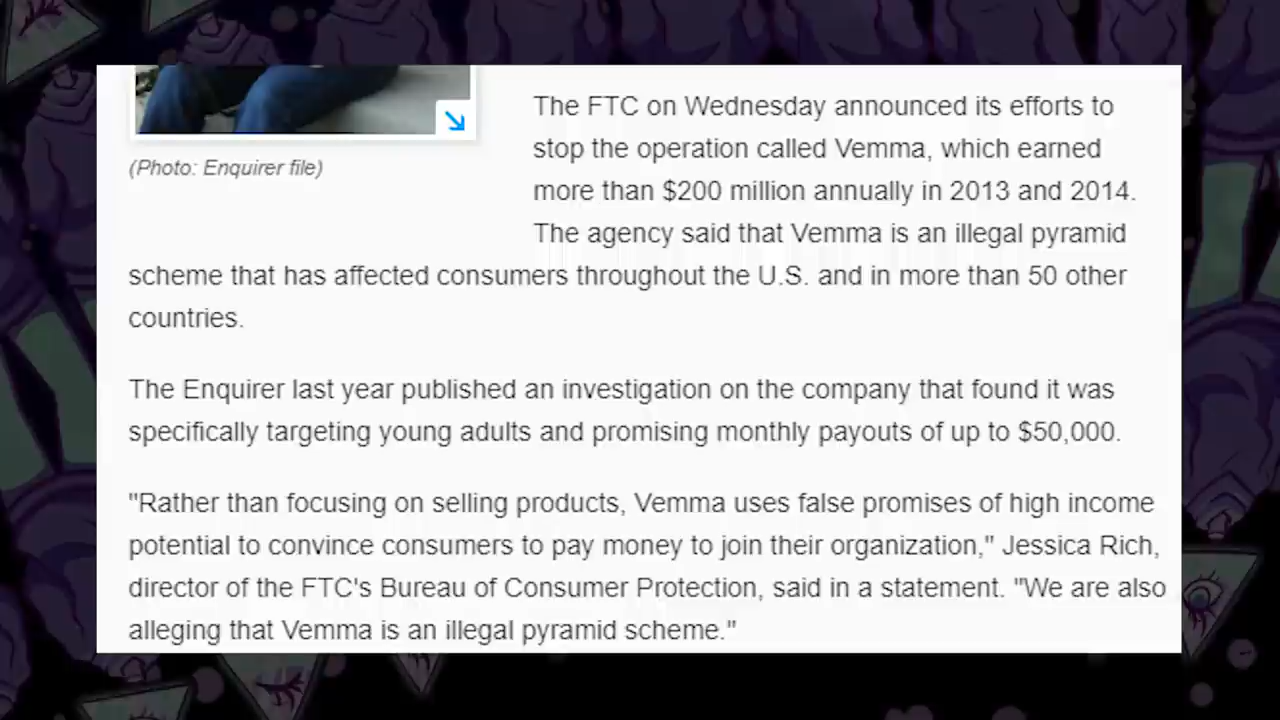 The FTC on Wednesday announced its efforts to
stop the operation called Vemma, which earned
(Photo: Enquirer file)
more than $200 million annually in 2013 and 2014.
The agency said that Vemma is an illegal pyramid
scheme that has affected consumers throughout the U.S. and in more than 50 other
countries.
The Enquirer last year published an investigation on the company that found it was
specifically targeting young adults and promising monthly payouts of up to $50,000.
"Rather than focusing on selling products, Vemma uses false promises of high income
potential to convince consumers to pay money to join their organization," Jessica Rich,
director of the FTC's Bureau of Consumer Protection, said in a statement. "We are also
alleging that Vemma is an illegal pyramid scheme."